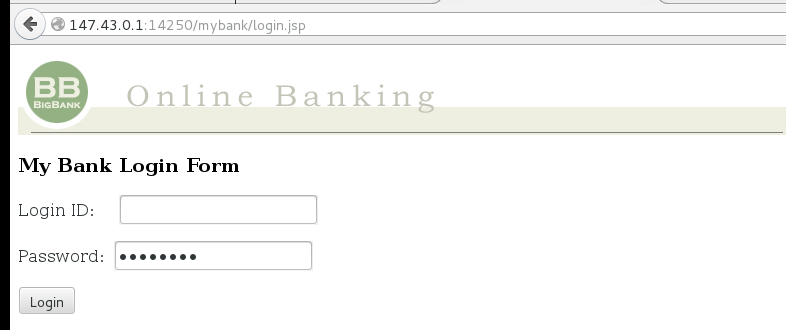 147.43.0.1:14250/mybank/login.jsp
BB
BIGBANK
Online Banking
My Bank Login Form
Login ID:
Password: ••••••••
Login